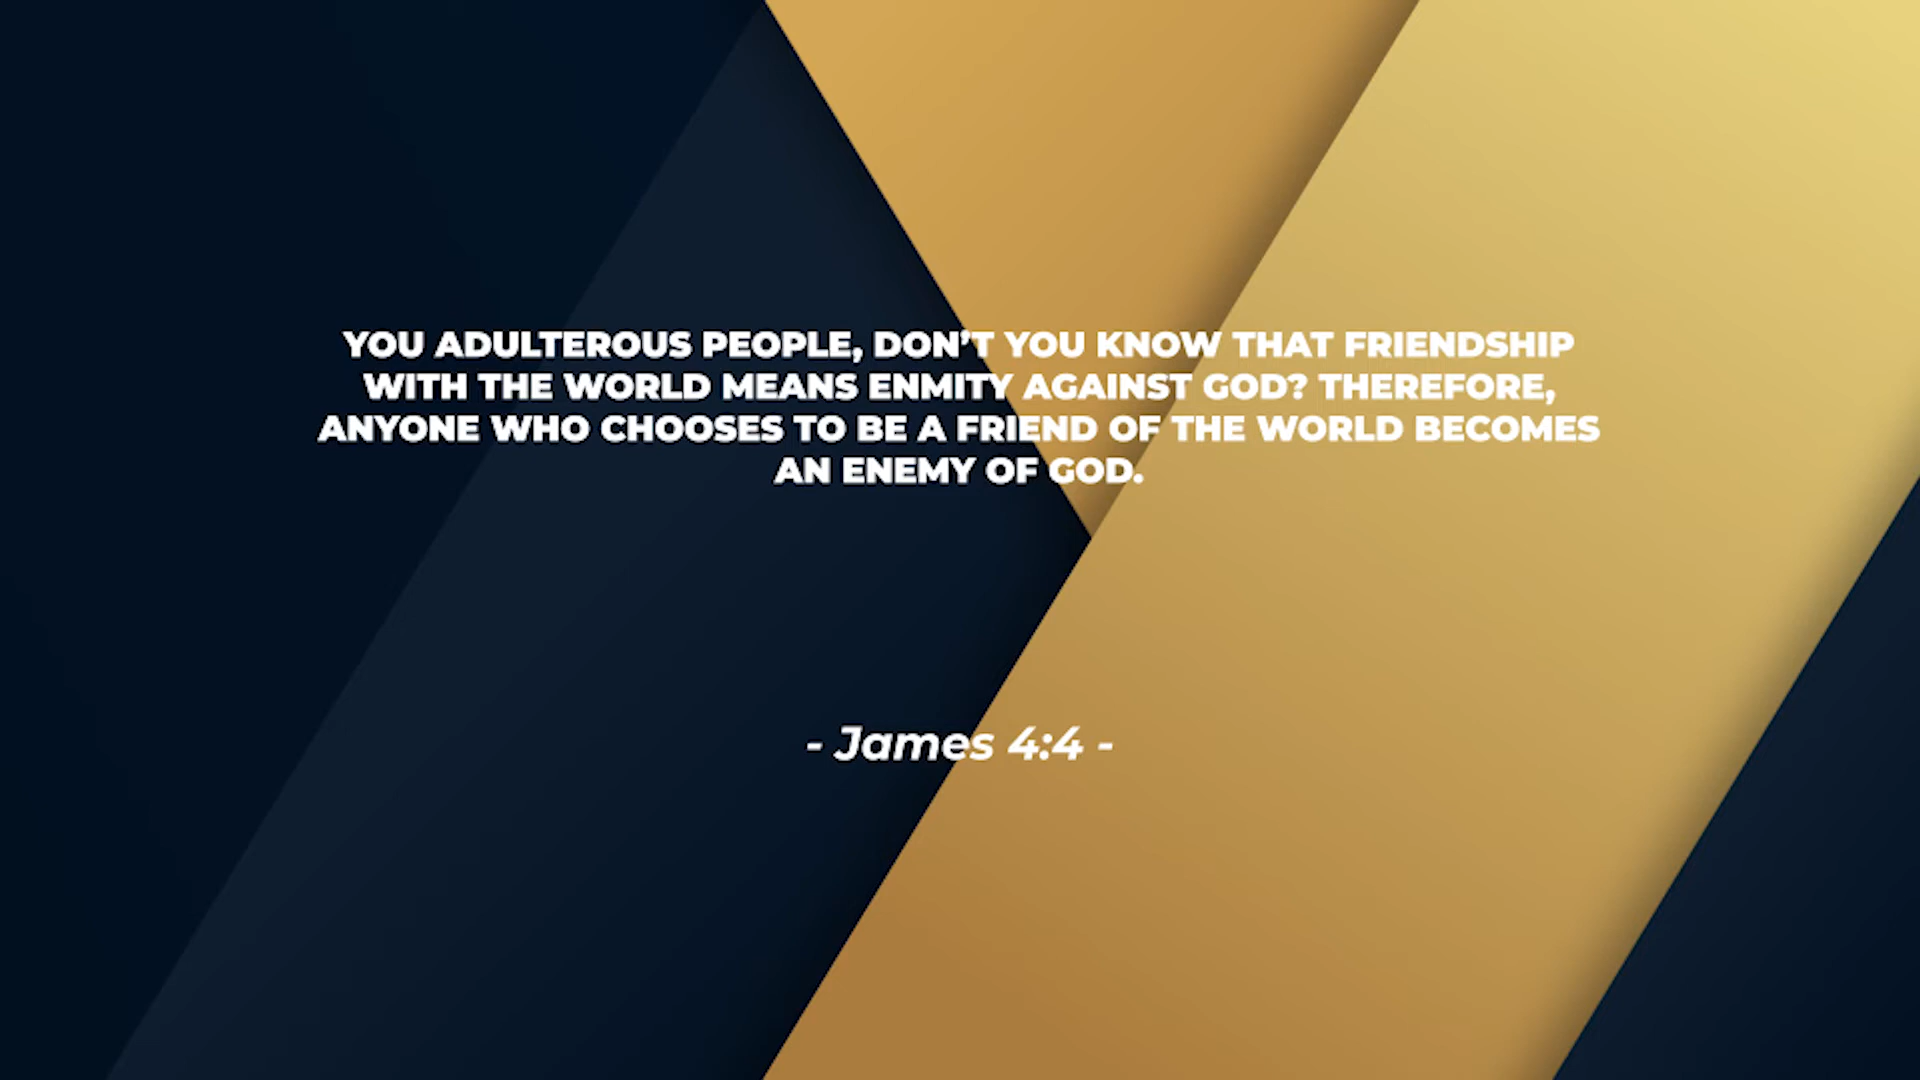 YOU ADULTEROUS PEOPLE, DON’T YOU KNOW THAT FRIENDSHIP
WITH THE WORLD MEANS ENMITY AGAINST GOD? THEREFORE,
ANYONE WHO CHOOSES TO BE A FRIEND OF THE WORLD BECOMES
AN ENEMY OF GOD.
- James 4:4 -